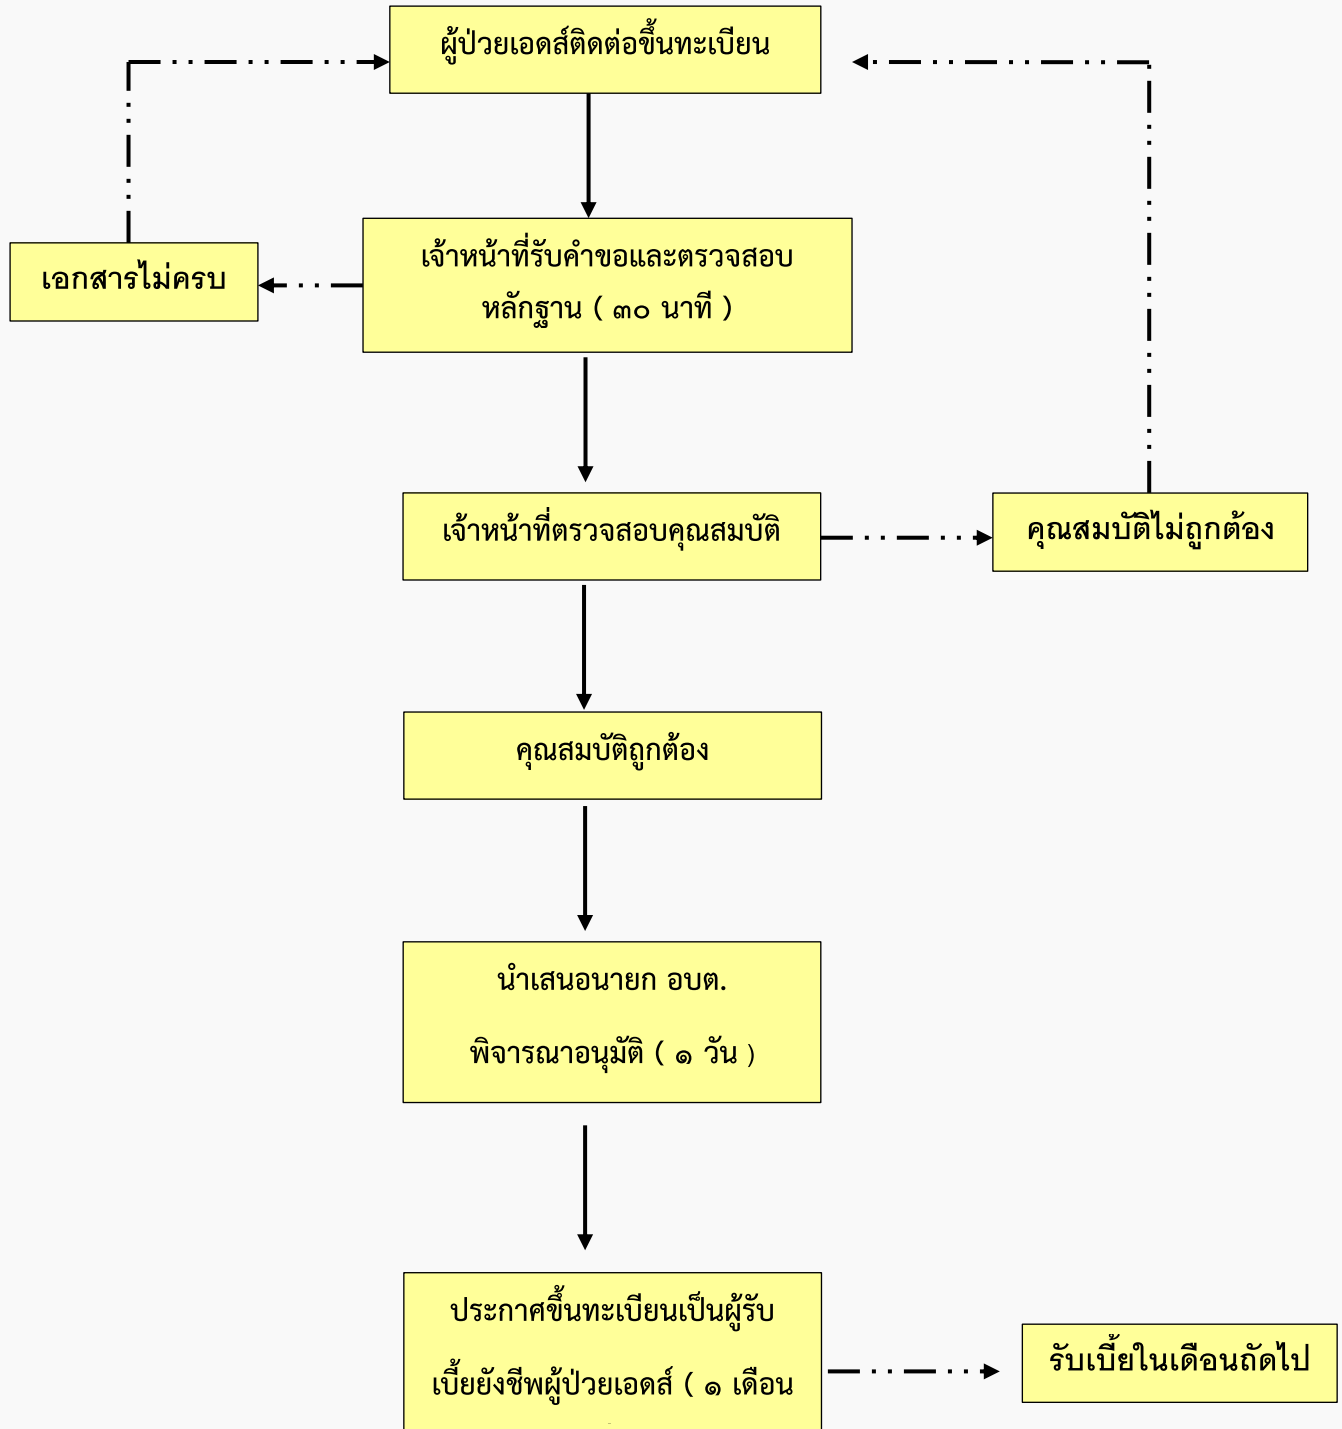 ผู้ป่วยเอดส์ติดต่อขึ้นทะเบียน
เจ้าหน้าที่รับคำขอและตรวจสอบ
หลักฐาน ( ๓๐ นาที )
เอกสารไม่ครบ
เจ้าหน้าที่ตรวจสอบคุณสมบัติ
คุณสมบัติไม่ถูกต้อง
คุณสมบัติถูกต้อง
นำเสนอนายก อบต.
พิจารณาอนุมัติ ( ๑ วัน )
ประกาศขึ้นทะเบียนเป็นผู้รับ
เบี้ยยังชีพผู้ป่วยเอดส์ ( ๑ เดือน
รับเบี้ยในเดือนถัดไป